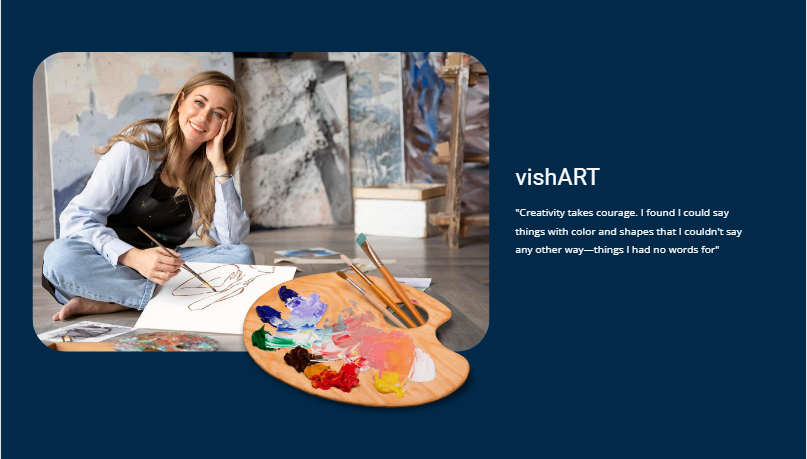 vishART
"Creativity takes courage. I found I could say
things with color and shapes that I couldn't say
any other way—things I had no words for"